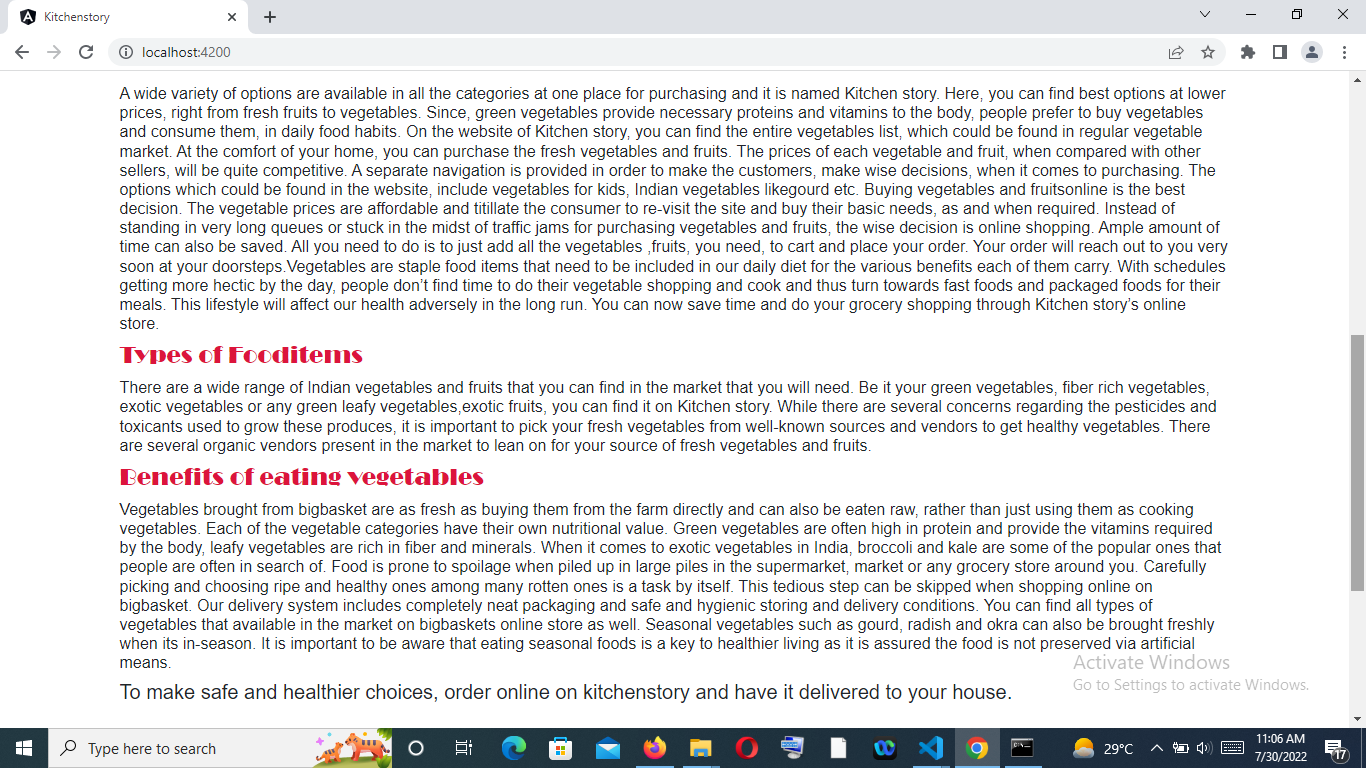 Kitchenstory
localhost:4200
A wide variety of options are available in all the categories at one place for purchasing and it is named Kitchen story. Here, you can find best options at lower
prices, right from fresh fruits to vegetables. Since, green vegetables provide necessary proteins and vitamins to the body, people prefer to buy vegetables
and consume them, in daily food habits. On the website of Kitchen story, you can find the entire vegetables list, which could be found in regular vegetable
market. At the comfort of your home, you can purchase the fresh vegetables and fruits. The prices of each vegetable and fruit, when compared with other
sellers, will be quite competitive. A separate navigation is provided in order to make the customers, make wise decisions, when it comes to purchasing. The
options which could be found in the website, include vegetables for kids, Indian vegetables likegourd etc. Buying vegetables and fruitsonline is the best
decision. The vegetable prices are affordable and titillate the consumer to re-visit the site and buy their basic needs, as and when required. Instead of
standing in very long queues or stuck in the midst of traffic jams for purchasing vegetables and fruits, the wise decision is online shopping. Ample amount of
time can also be saved. All you need to do is to just add all the vegetables ,fruits, you need, to cart and place your order. Your order will reach out to you very
soon at your doorsteps.Vegetables are staple food items that need to be included in our daily diet for the various benefits each of them carry. With schedules
getting more hectic by the day, people don’t find time to do their vegetable shopping and cook and thus turn towards fast foods and packaged foods for their
meals. This lifestyle will affect our health adversely in the long run. You can now save time and do your grocery shopping through Kitchen story’s online
store.
Types of Fooditems
There are a wide range of Indian vegetables and fruits that you can find in the market that you will need. Be it your green vegetables, fiber rich vegetables,
exotic vegetables or any green leafy vegetables,exotic fruits, you can find it on Kitchen story. While there are several concerns regarding the pesticides and
toxicants used to grow these produces, it is important to pick your fresh vegetables from well-known sources and vendors to get healthy vegetables. There
are several organic vendors present in the market to lean on for your source of fresh vegetables and fruits.
Benefits of eating vegetables
Vegetables brought from bigbasket are as fresh as buying them from the farm directly and can also be eaten raw, rather than just using them as cooking
vegetables. Each of the vegetable categories have their own nutritional value. Green vegetables are often high in protein and provide the vitamins required
by the body, leafy vegetables are rich in fiber and minerals. When it comes to exotic vegetables in India, broccoli and kale are some of the popular ones that
people are often in search of. Food is prone to spoilage when piled up in large piles in the supermarket, market or any grocery store around you. Carefully
picking and choosing ripe and healthy ones among many rotten ones is a task by itself. This tedious step can be skipped when shopping online on
bigbasket. Our delivery system includes completely neat packaging and safe and hygienic storing and delivery conditions. You can find all types of
vegetables that available in the market on bigbaskets online store as well. Seasonal vegetables such as gourd, radish and okra can also be brought freshly
when its in-season. It is important to be aware that eating seasonal foods is a key to healthier living as it is assured the food is not preserved via artificial
means.
To make safe and healthier choices, order online on kitchenstory and have it delivered to your house.
Activate Windows
Go to Settings to activate Windows.
Type here to search
29°C
11:06 AM
7/30/2022
17